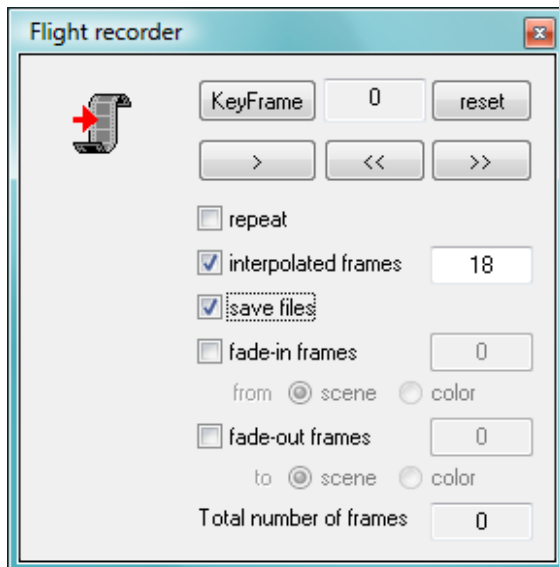 Flight recorder
KeyFrame 0 reset
> << >>
repeat
interpolated frames 18
save files
fade-in frames 0
from scene color
fade-out frames 0
to scene color
Total number of frames 0